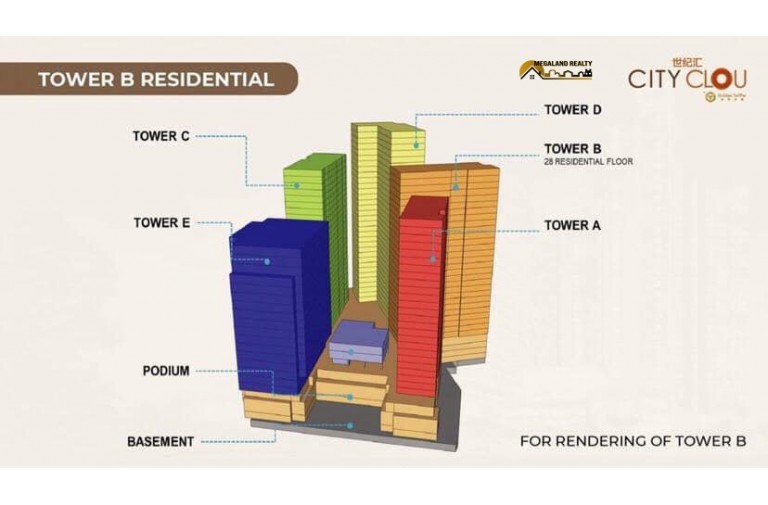 MEGALAND REALTY
世纪汇
CITY CLOU
TOWER B RESIDENTIAL
TOWER D
TOWER C
TOWER B
28 RESIDENTIAL FLOOR
TOWER E
TOWER A
PODIUM
BASEMENT
FOR RENDERING OF TOWER B